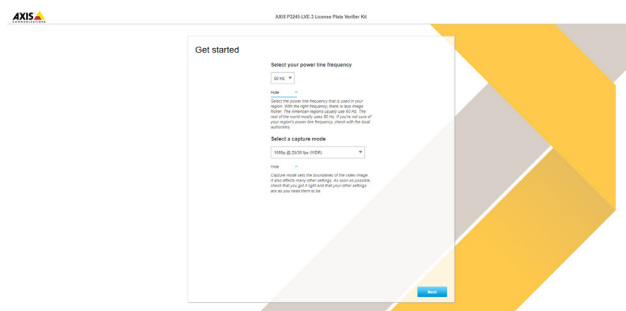 AXIS
COMMUNICATIONS
AXIS P3245-LVE 3 License Plate Verifier Kit
Get started
Select your power line frequency
60 Hz
Hide
Select the power line frequency that is used in your
region. With the right frequency, there is less image
flicker. The American regions usually use 60 Hz. The
rest of the world mostly uses 50 Hz. If you're not sure of
your region's power line frequency, check with the local
authorities.
Select a capture mode
1080p @ 25/30 fps (WDR)
Hide
Capture mode sets the boundaries of the video image.
It also affects many other settings. As soon as possible,
check that you got it right and that your other settings
are as you need them to be.
Next